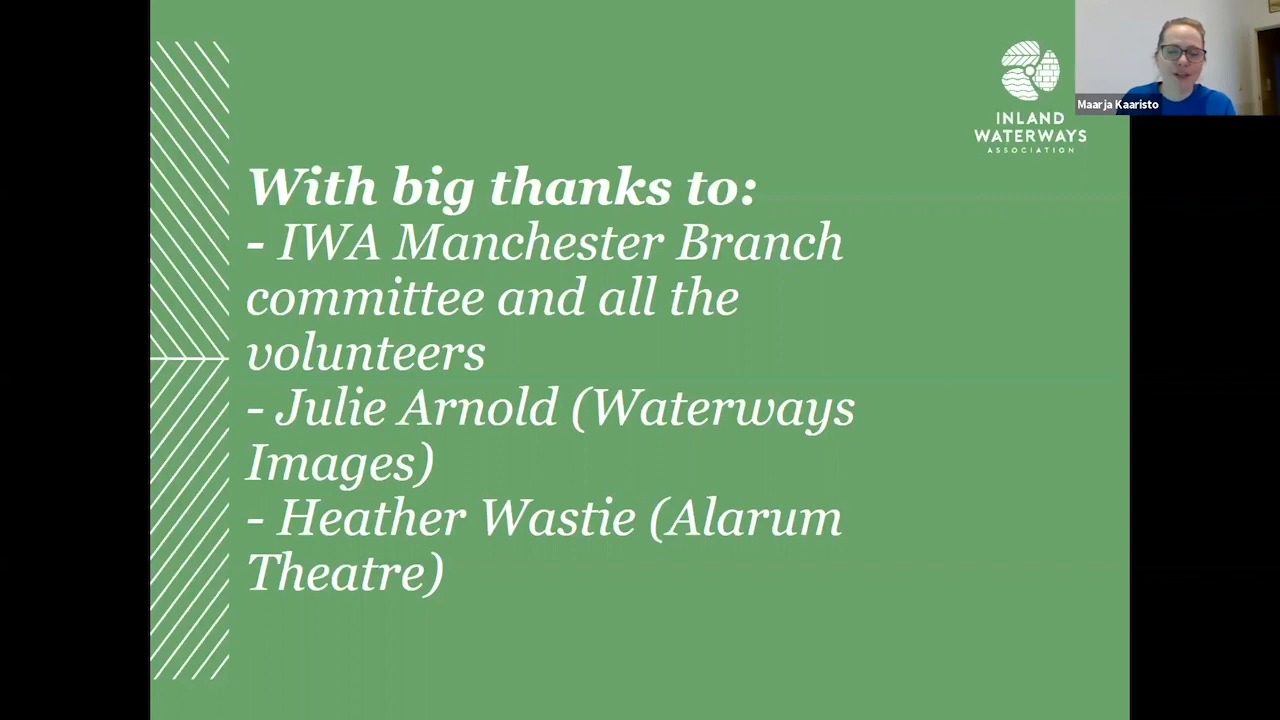 Maarja Kaaristo
INLAND
WATERWAYS
ASSOCIATION
With big thanks to:
- IWA Manchester Branch
committee and all the
volunteers
- Julie Arnold (Waterways
Images)
- Heather Wastie (Alarum
Theatre)